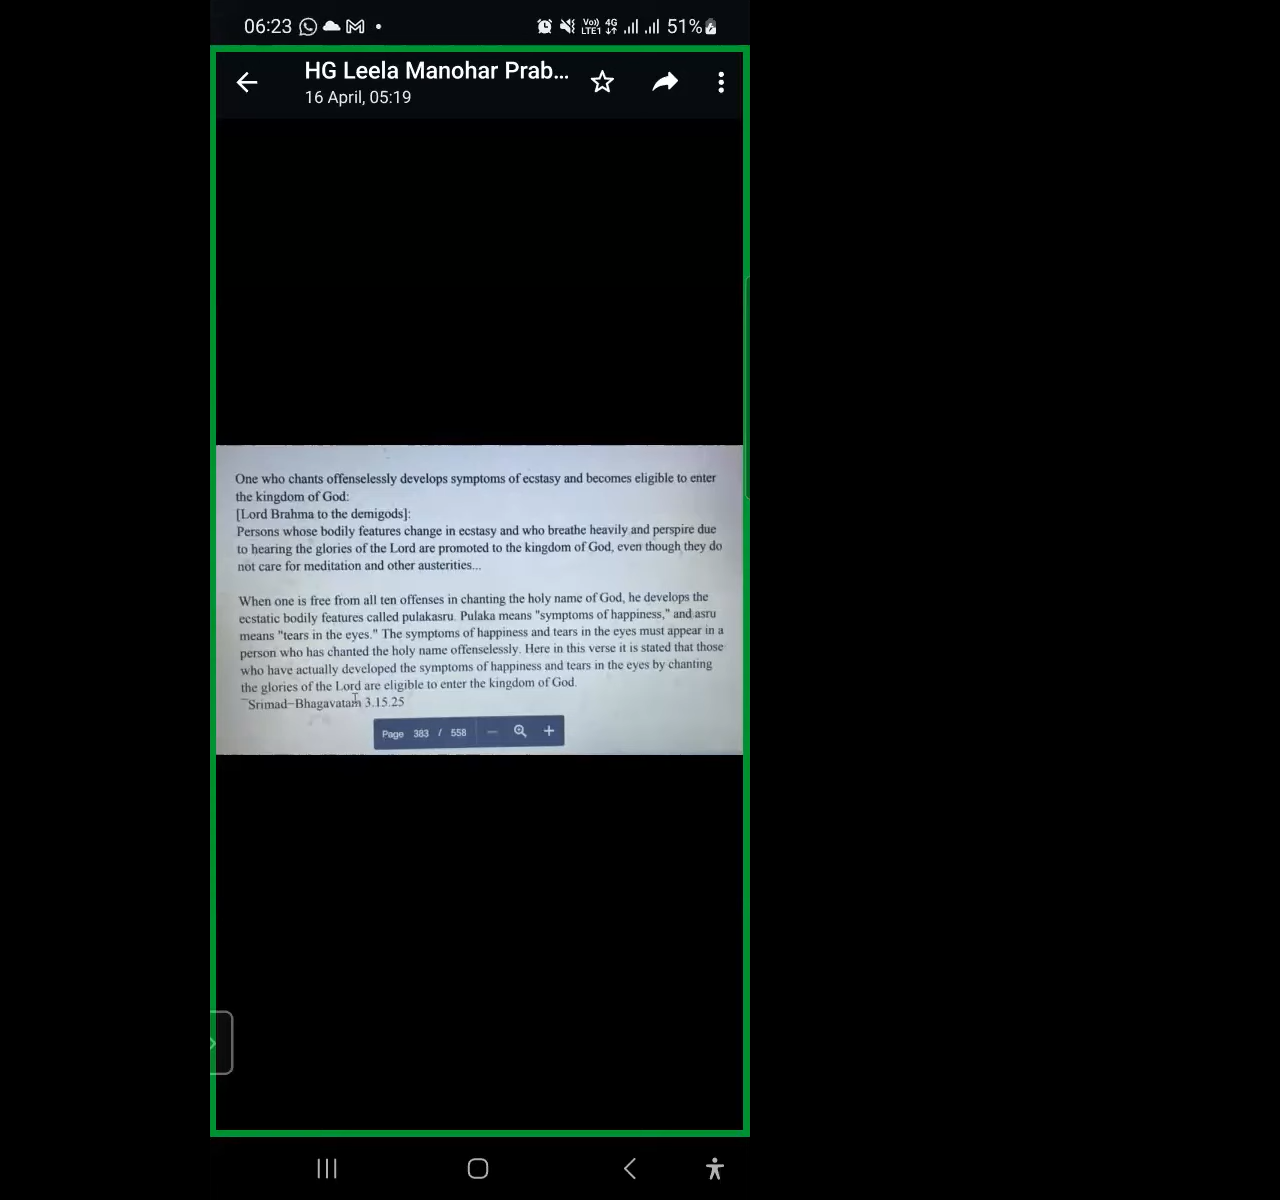 06:23
Vo)) 4G
LTE1
51%
HG Leela Manohar Prab...
16 April, 05:19
One who chants offenselessly develops symptoms of ecstasy and becomes eligible to enter
the kingdom of God:
[Lord Brahma to the demigods]:
Persons whose bodily features change in ecstasy and who breathe heavily and perspire due
to hearing the glories of the Lord are promoted to the kingdom of God, even though they do
not care for meditation and other austerities...
When one is free from all ten offenses in chanting the holy name of God, he develops the
ecstatic bodily features called pulakasru. Pulaka means "symptoms of happiness," and asru
means "tears in the eyes." The symptoms of happiness and tears in the eyes must appear in a
person who has chanted the holy name offenselessly. Here in this verse it is stated that those
who have actually developed the symptoms of happiness and tears in the eyes by chanting
the glories of the Lord are eligible to enter the kingdom of God.
¯Srimad−Bhagavatam 3.15.25
Page 383 / 558